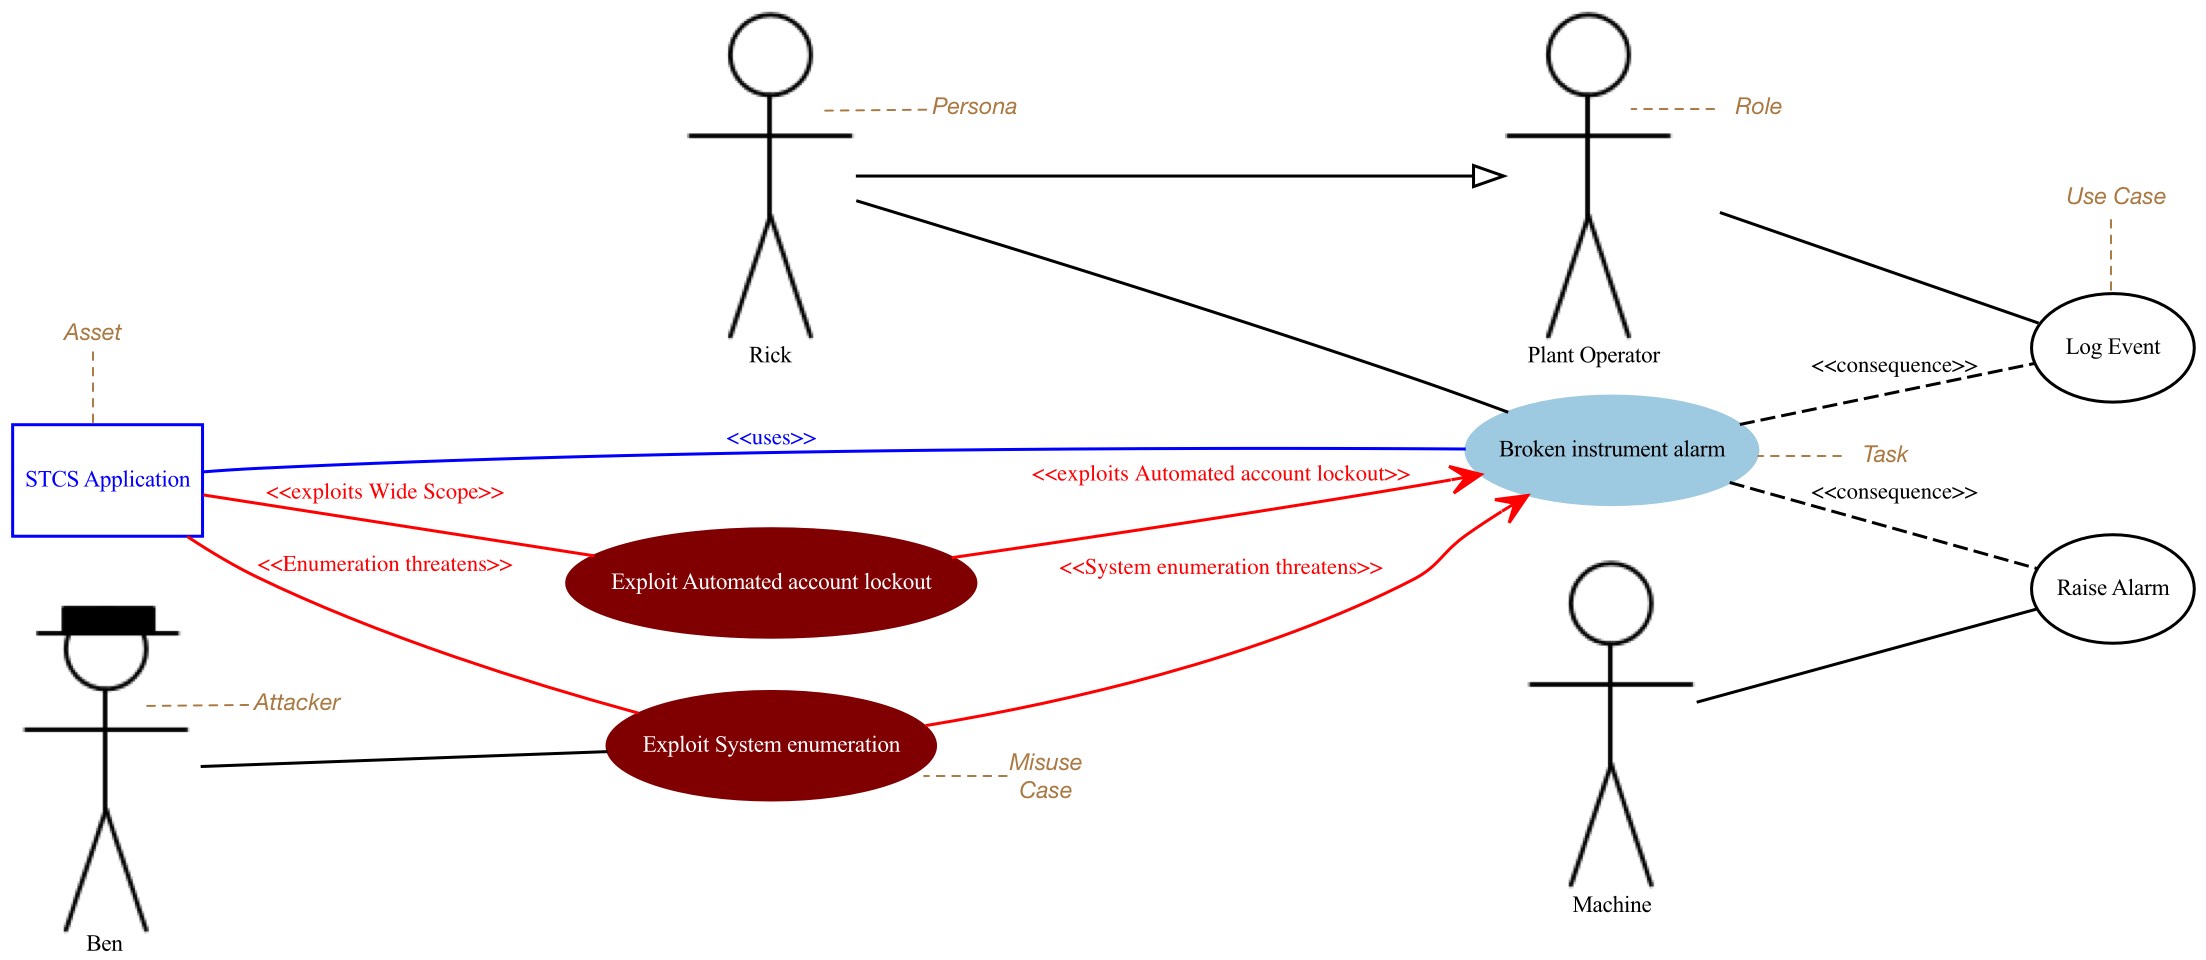 Persona
Role
Use Case
Asset
Rick
Plant Operator
Log Event
<<consequence>>
<<uses>>
Broken instrument alarm
Task
STCS Application
<<exploits Wide Scope>>
<<exploits Automated account lockout>>
<<consequence>>
<<Enumeration threatens>>
Exploit Automated account lockout
<<System enumeration threatens>>
Raise Alarm
Attacker
Exploit System enumeration
Misuse
Case
Machine
Ben